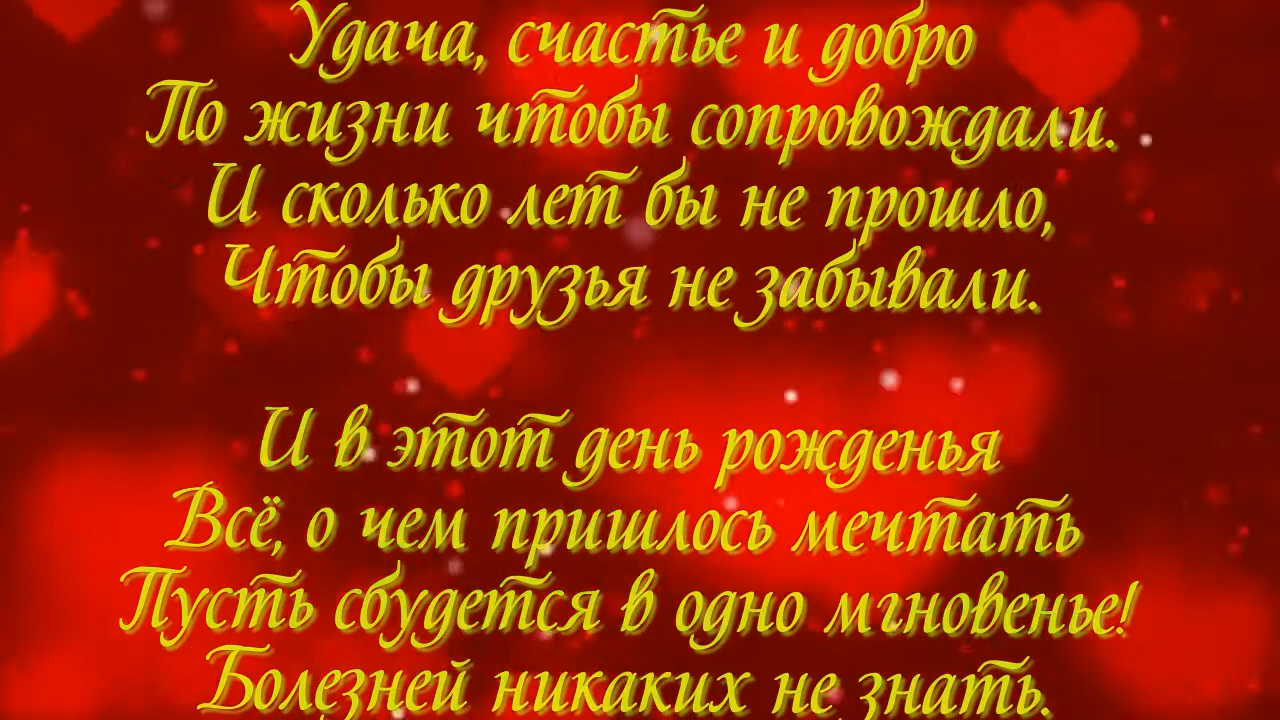 Удача, счастье и добро
По жизни чтобы сопровождали.
И сколько лет бы не прошло,
Чтобы друзья не забывали.
И в этот день рожденья
Всё, о чем пришлось мечтать
Пусть сбудется в одно мгновенье!
Болезней никаких не знать.